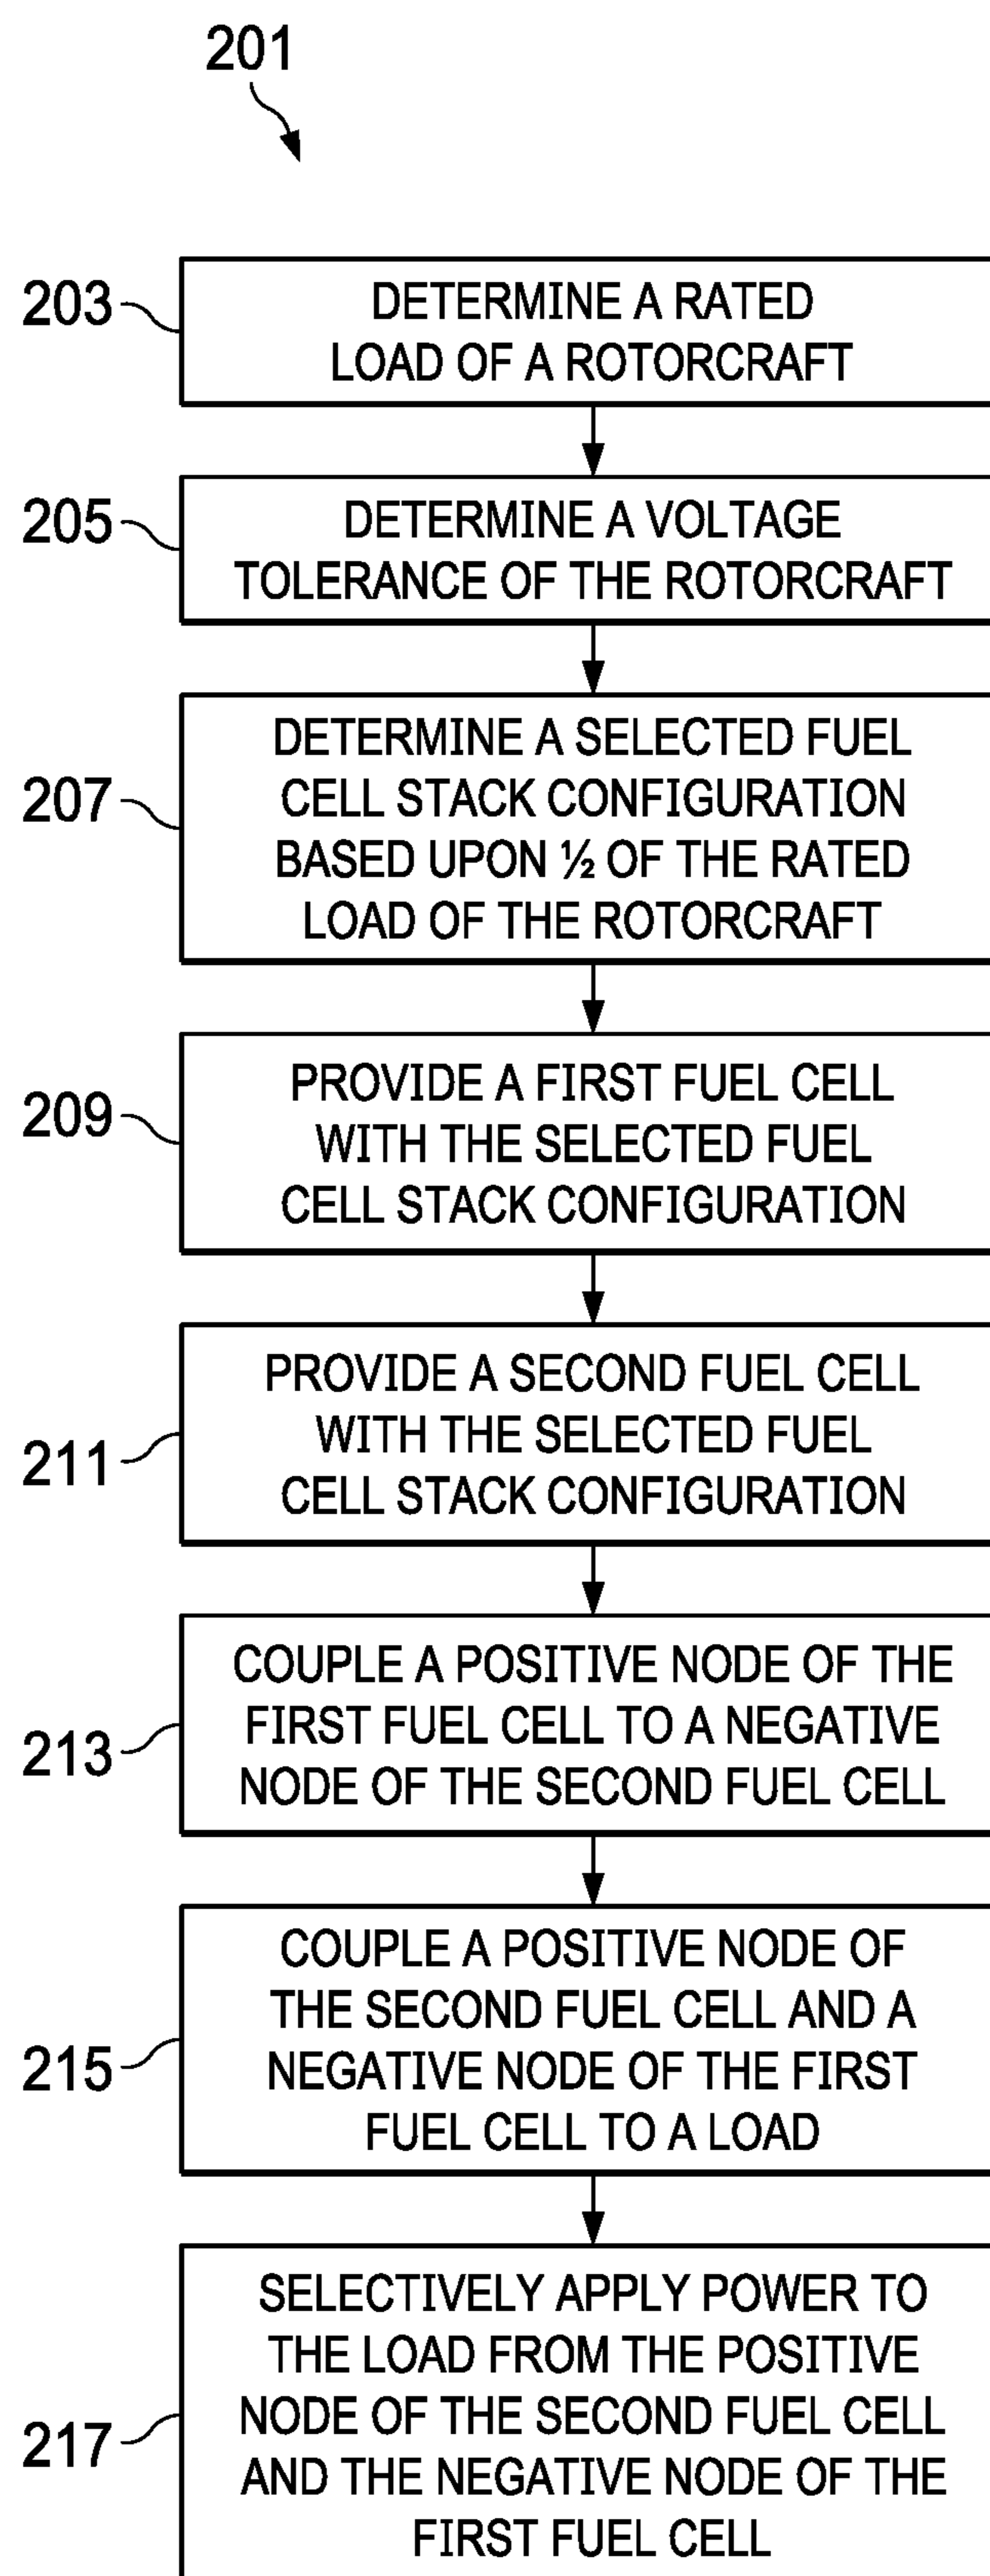 201
203
DETERMINE A RATED
LOAD OF A ROTORCRAFT
205
DETERMINE A VOLTAGE
TOLERANCE OF THE ROTORCRAFT
207
DETERMINE A SELECTED FUEL
CELL STACK CONFIGURATION
BASED UPON ½ OF THE RATED
LOAD OF THE ROTORCRAFT
209
PROVIDE A FIRST FUEL CELL
WITH THE SELECTED FUEL
CELL STACK CONFIGURATION
211
PROVIDE A SECOND FUEL CELL
WITH THE SELECTED FUEL
CELL STACK CONFIGURATION
213
COUPLE A POSITIVE NODE OF THE
FIRST FUEL CELL TO A NEGATIVE
NODE OF THE SECOND FUEL CELL
215
COUPLE A POSITIVE NODE OF
THE SECOND FUEL CELL AND A
NEGATIVE NODE OF THE FIRST
FUEL CELL TO A LOAD
217
SELECTIVELY APPLY POWER TO
THE LOAD FROM THE POSITIVE
NODE OF THE SECOND FUEL CELL
AND THE NEGATIVE NODE OF THE
FIRST FUEL CELL